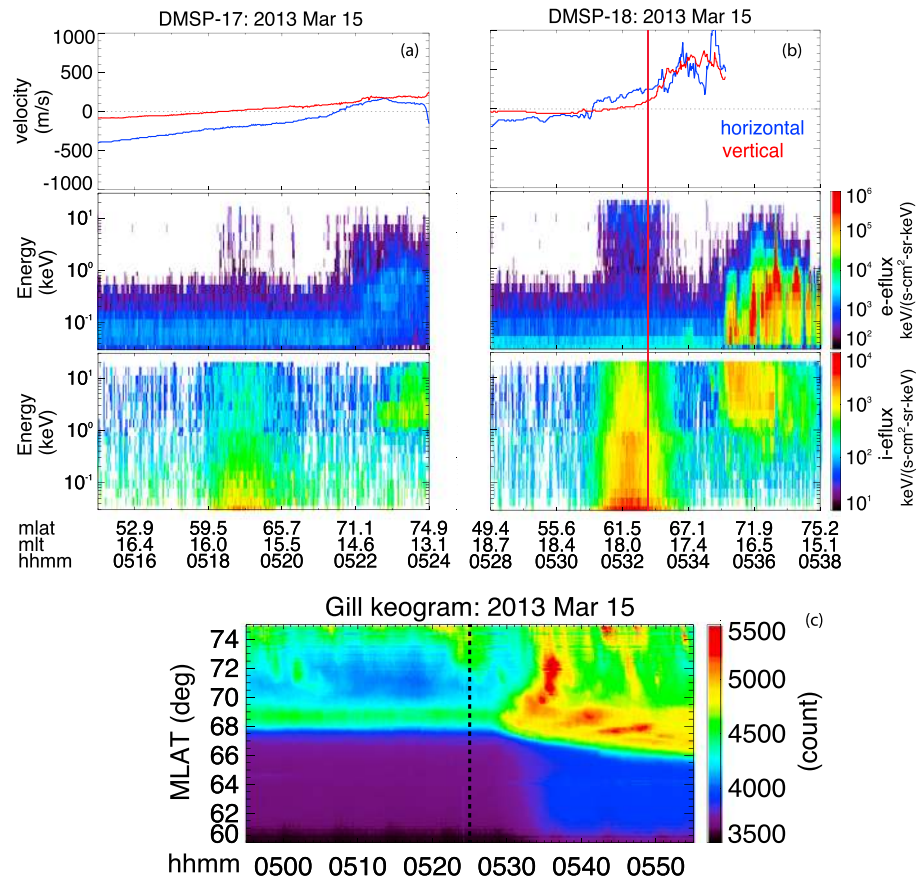 DMSP-17: 2013 Mar 15
DMSP-18: 2013 Mar 15
velocity
(m/s)
1000
500
0
-500
-1000
(a)
(b)
horizontal
vertical
Energy
(keV)
10¹
10⁰
10⁻¹
10⁶
10⁵
10⁴
10³
10²
e-eflux
keV/(s-cm²-sr-keV)
Energy
(keV)
10¹
10⁰
10⁻¹
10⁴
10³
10²
10¹
i-eflux
keV/(s-cm²-sr-keV)
mlat 52.9 59.5 65.7 71.1 74.9 49.4 55.6 61.5 67.1 71.9 75.2
mlt 16.4 16.0 15.5 14.6 13.1 18.7 18.4 18.0 17.4 16.5 15.1
hhmm 0516 0518 0520 0522 0524 0528 0530 0532 0534 0536 0538
Gill keogram: 2013 Mar 15
(c)
MLAT (deg)
74
72
70
68
66
64
62
60
5500
5000
4500
4000
3500
(count)
hhmm 0500 0510 0520 0530 0540 0550